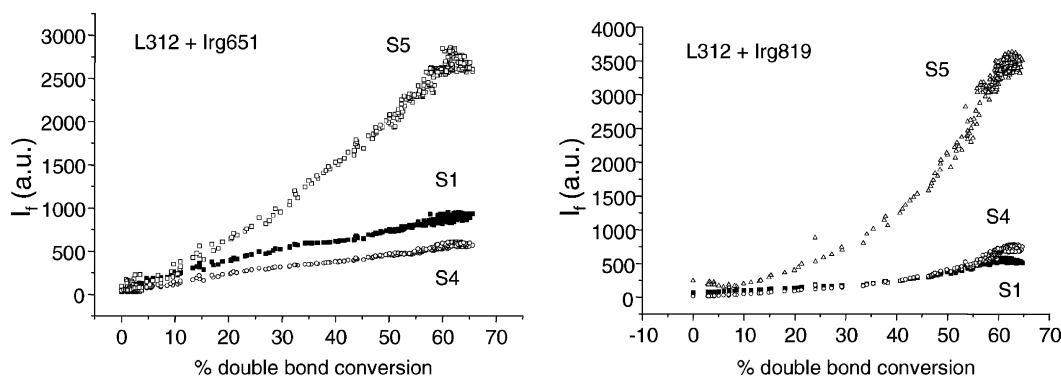 L312 + Irg651
S5
S1
S4
I_f (a.u.)
3000
2500
2000
1500
1000
500
0
0 10 20 30 40 50 60 70
% double bond conversion
L312 + Irg819
S5
S4
S1
I_f (a.u.)
4000
3500
3000
2500
2000
1500
1000
500
0
-10 0 10 20 30 40 50 60 70
% double bond conversion